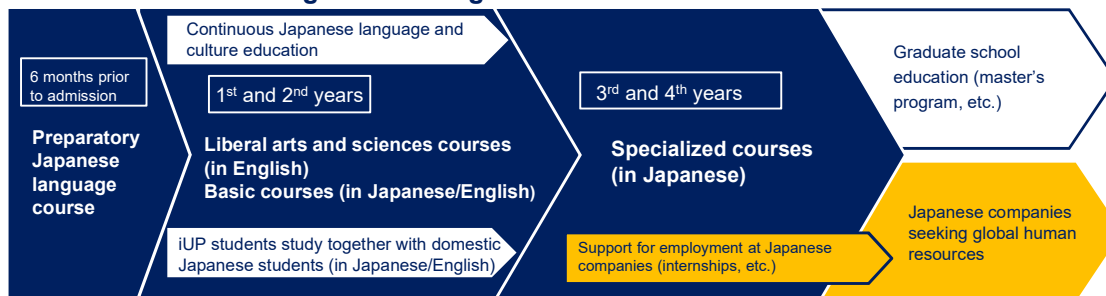 6 months prior
to admission
Preparatory
Japanese
language
course
Continuous Japanese language and
culture education
1st and 2nd years
Liberal arts and sciences courses
(in English)
Basic courses (in Japanese/English)
iUP students study together with domestic
Japanese students (in Japanese/English)
3rd and 4th years
Specialized courses
(in Japanese)
Support for employment at Japanese
companies (internships, etc.)
Graduate school
education (master's
program, etc.)
Japanese companies
seeking global human
resources